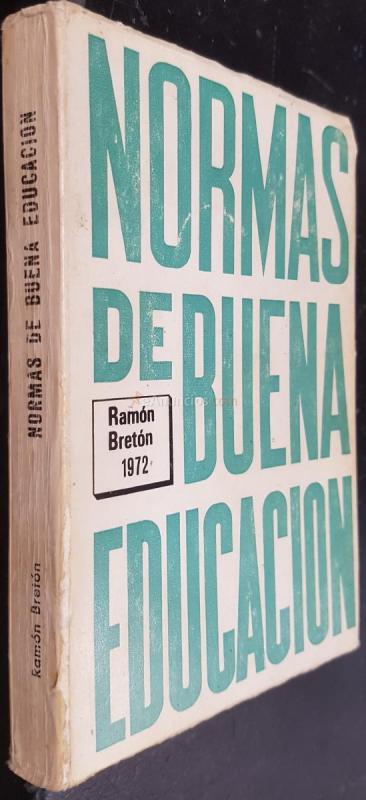 NORMAS DE BUENA EDUCACION
Ramón Bretón
NORMAS
DE BUENA
Ramón
Bretón
1972
EDUCACION